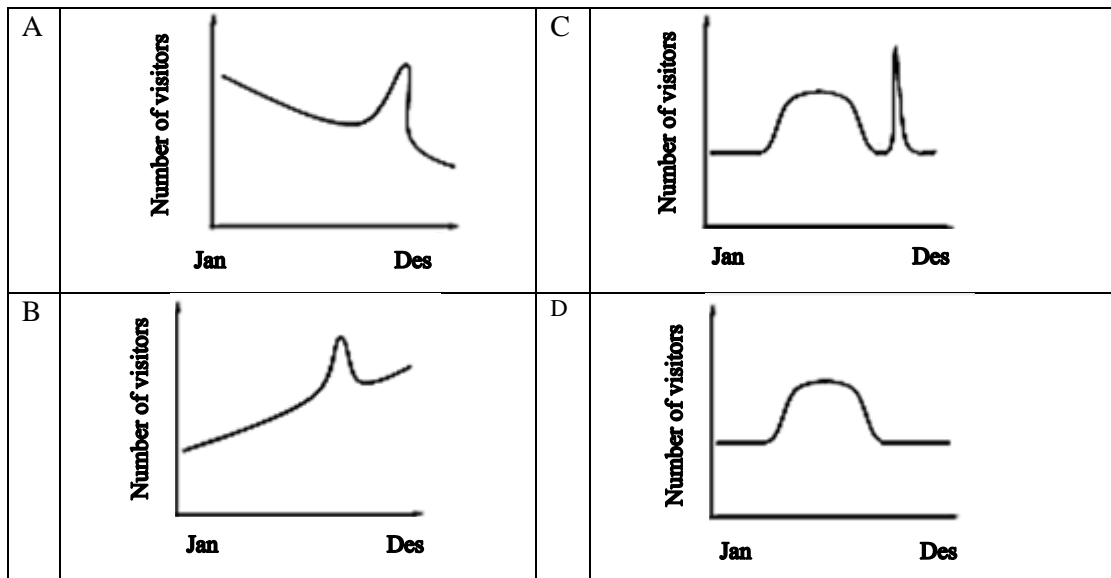 A
Number of visitors
Jan Des
C
Number of visitors
Jan Des
B
Number of visitors
Jan Des
D
Number of visitors
Jan Des